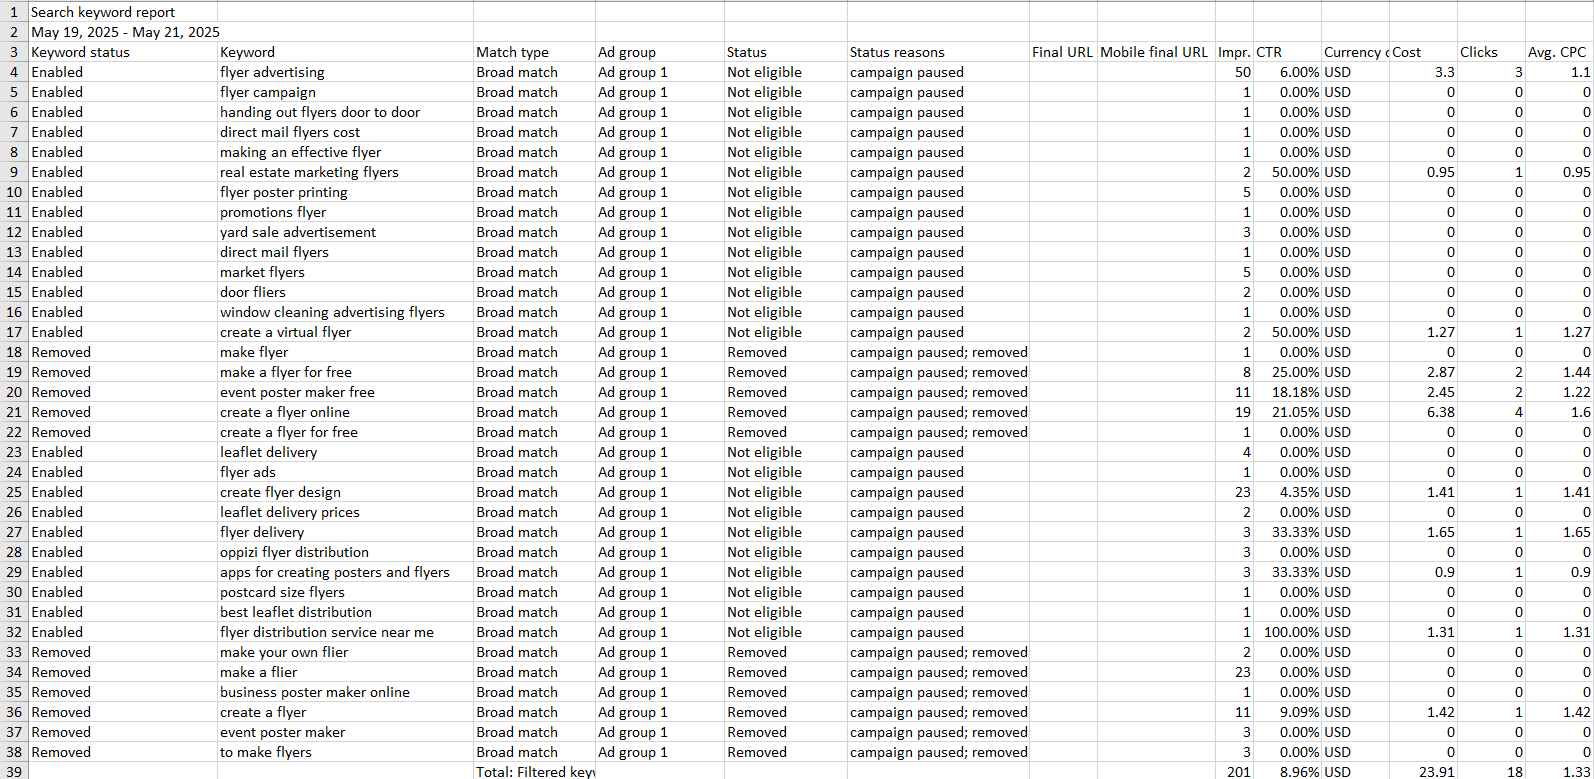 1 Search keyword report
2 May 19, 2025 - May 21, 2025
3 Keyword status Keyword Match type Ad group Status Status reasons Final URL Mobile final URL Impr. CTR Currency c Cost Clicks Avg. CPC
4 Enabled flyer advertising Broad match Ad group 1 Not eligible campaign paused 50 6.00% USD 3.3 3 1.1
5 Enabled flyer campaign Broad match Ad group 1 Not eligible campaign paused 1 0.00% USD 0 0 0
6 Enabled handing out flyers door to door Broad match Ad group 1 Not eligible campaign paused 1 0.00% USD 0 0 0
7 Enabled direct mail flyers cost Broad match Ad group 1 Not eligible campaign paused 1 0.00% USD 0 0 0
8 Enabled making an effective flyer Broad match Ad group 1 Not eligible campaign paused 1 0.00% USD 0 0 0
9 Enabled real estate marketing flyers Broad match Ad group 1 Not eligible campaign paused 2 50.00% USD 0.95 1 0.95
10 Enabled flyer poster printing Broad match Ad group 1 Not eligible campaign paused 5 0.00% USD 0 0 0
11 Enabled promotions flyer Broad match Ad group 1 Not eligible campaign paused 1 0.00% USD 0 0 0
12 Enabled yard sale advertisement Broad match Ad group 1 Not eligible campaign paused 3 0.00% USD 0 0 0
13 Enabled direct mail flyers Broad match Ad group 1 Not eligible campaign paused 1 0.00% USD 0 0 0
14 Enabled market flyers Broad match Ad group 1 Not eligible campaign paused 5 0.00% USD 0 0 0
15 Enabled door fliers Broad match Ad group 1 Not eligible campaign paused 2 0.00% USD 0 0 0
16 Enabled window cleaning advertising flyers Broad match Ad group 1 Not eligible campaign paused 1 0.00% USD 0 0 0
17 Enabled create a virtual flyer Broad match Ad group 1 Not eligible campaign paused 2 50.00% USD 1.27 1 1.27
18 Removed make flyer Broad match Ad group 1 Removed campaign paused; removed 1 0.00% USD 0 0 0
19 Removed make a flyer for free Broad match Ad group 1 Removed campaign paused; removed 8 25.00% USD 2.87 2 1.44
20 Removed event poster maker free Broad match Ad group 1 Removed campaign paused; removed 11 18.18% USD 2.45 2 1.22
21 Removed create a flyer online Broad match Ad group 1 Removed campaign paused; removed 19 21.05% USD 6.38 4 1.6
22 Removed create a flyer for free Broad match Ad group 1 Removed campaign paused; removed 1 0.00% USD 0 0 0
23 Enabled leaflet delivery Broad match Ad group 1 Not eligible campaign paused 4 0.00% USD 0 0 0
24 Enabled flyer ads Broad match Ad group 1 Not eligible campaign paused 1 0.00% USD 0 0 0
25 Enabled create flyer design Broad match Ad group 1 Not eligible campaign paused 23 4.35% USD 1.41 1 1.41
26 Enabled leaflet delivery prices Broad match Ad group 1 Not eligible campaign paused 2 0.00% USD 0 0 0
27 Enabled flyer delivery Broad match Ad group 1 Not eligible campaign paused 3 33.33% USD 1.65 1 1.65
28 Enabled oppizi flyer distribution Broad match Ad group 1 Not eligible campaign paused 3 0.00% USD 0 0 0
29 Enabled apps for creating posters and flyers Broad match Ad group 1 Not eligible campaign paused 3 33.33% USD 0.9 1 0.9
30 Enabled postcard size flyers Broad match Ad group 1 Not eligible campaign paused 1 0.00% USD 0 0 0
31 Enabled best leaflet distribution Broad match Ad group 1 Not eligible campaign paused 1 0.00% USD 0 0 0
32 Enabled flyer distribution service near me Broad match Ad group 1 Not eligible campaign paused 1 100.00% USD 1.31 1 1.31
33 Removed make your own flier Broad match Ad group 1 Removed campaign paused; removed 2 0.00% USD 0 0 0
34 Removed make a flier Broad match Ad group 1 Removed campaign paused; removed 23 0.00% USD 0 0 0
35 Removed business poster maker online Broad match Ad group 1 Removed campaign paused; removed 1 0.00% USD 0 0 0
36 Removed create a flyer Broad match Ad group 1 Removed campaign paused; removed 11 9.09% USD 1.42 1 1.42
37 Removed event poster maker Broad match Ad group 1 Removed campaign paused; removed 3 0.00% USD 0 0 0
38 Removed to make flyers Broad match Ad group 1 Removed campaign paused; removed 3 0.00% USD 0 0 0
39 Total: Filtered key 201 8.96% USD 23.91 18 1.33